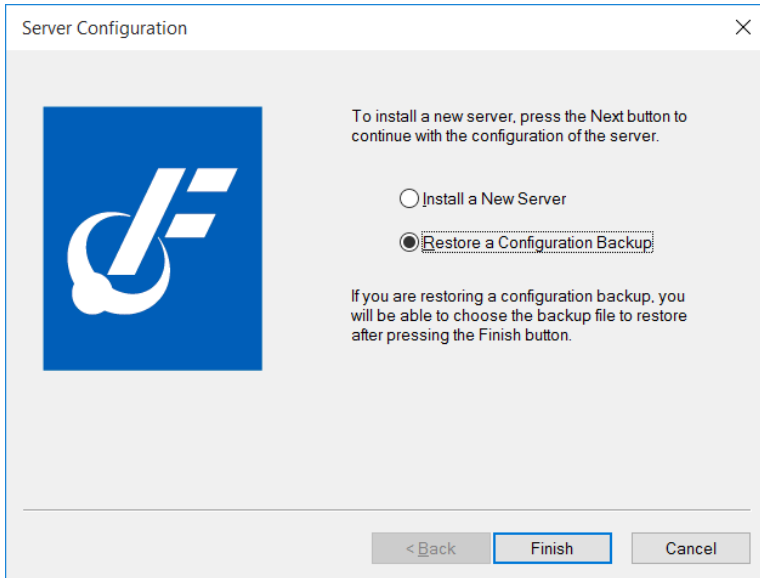 Server Configuration
To install a new server, press the Next button to
continue with the configuration of the server.
Install a New Server
Restore a Configuration Backup
If you are restoring a configuration backup, you
will be able to choose the backup file to restore
after pressing the Finish button.
< Back
Finish
Cancel